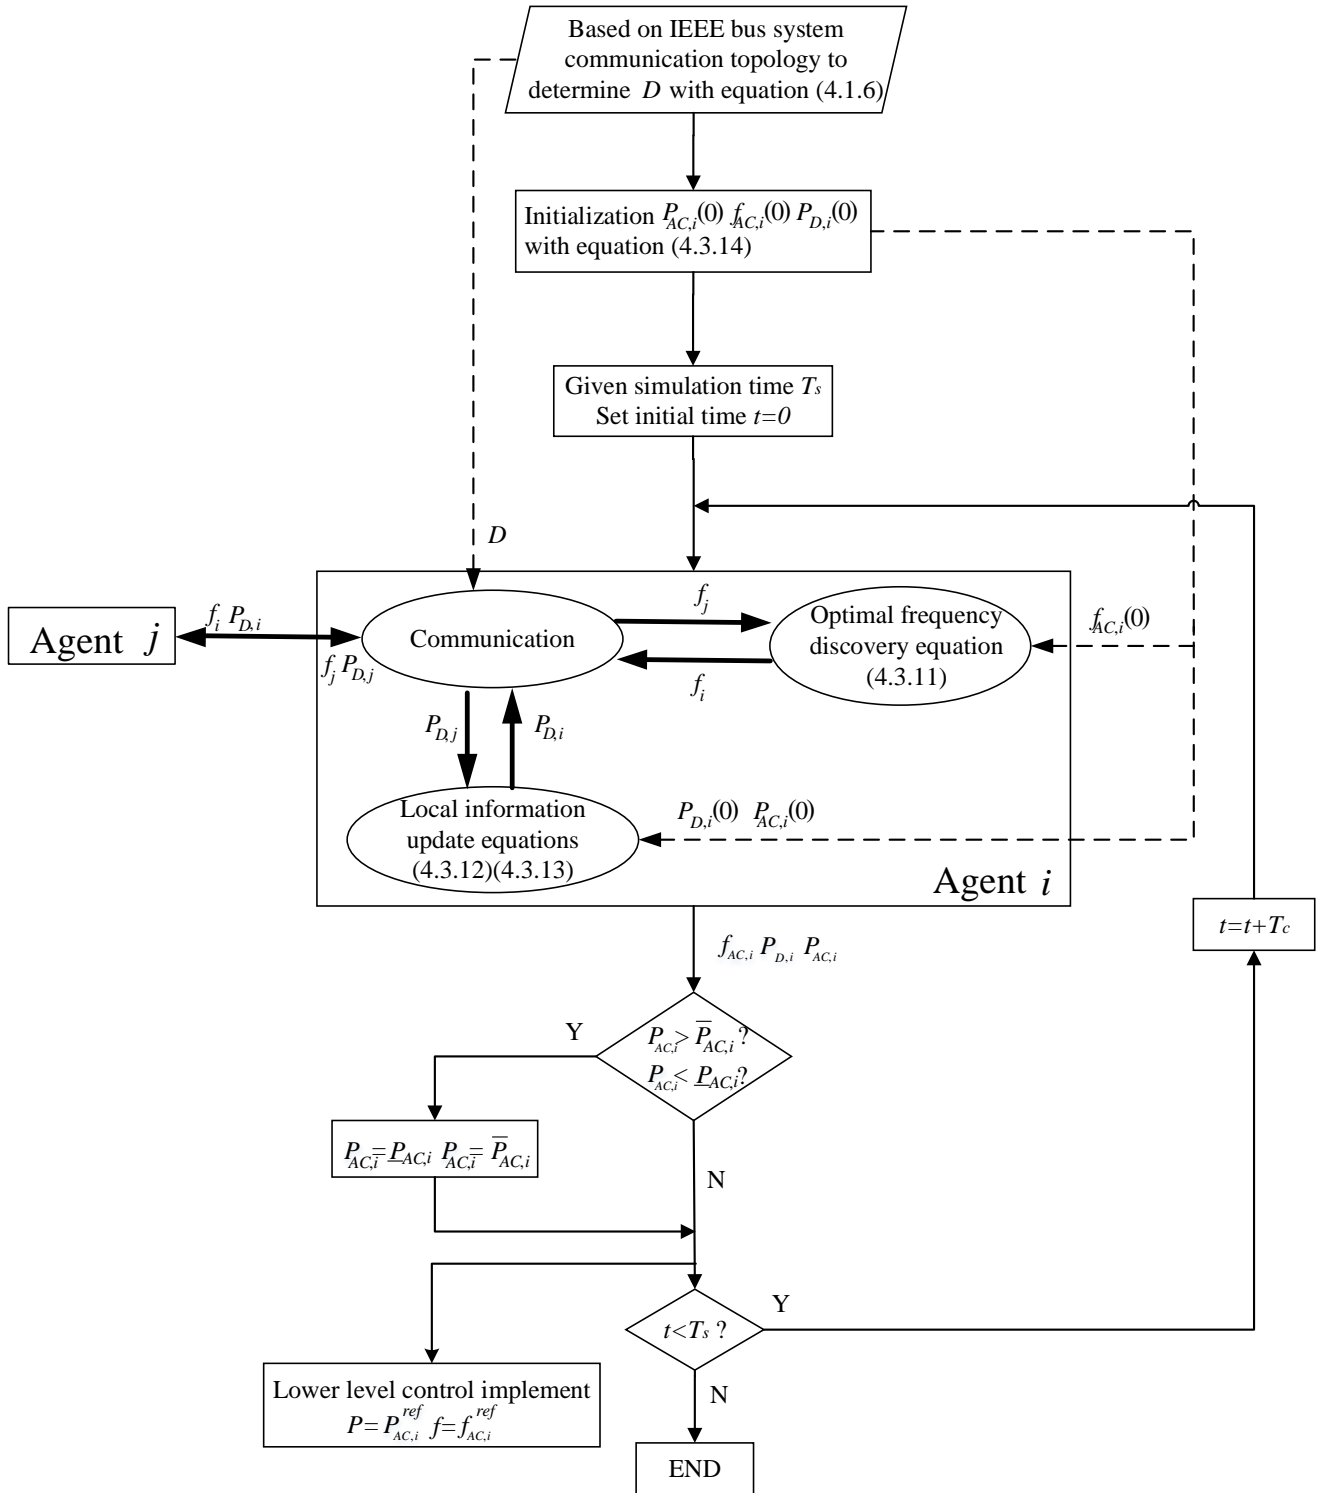 Based on IEEE bus system
communication topology to
determine D with equation (4.1.6)
Initialization P_{AC,i}(0) f_{AC,i}(0) P_{D,i}(0)
with equation (4.3.14)
Given simulation time T_s
Set initial time t=0
D
Agent j
f_i P_{D,i}
f_j P_{D,j}
Communication
f_j
f_i
Optimal frequency
discovery equation
(4.3.11)
f_{AC,i}(0)
P_{D,j}
P_{D,i}
Local information
update equations
(4.3.12)(4.3.13)
P_{D,i}(0) P_{AC,i}(0)
Agent i
t=t+T_c
f_{AC,i} P_{D,i} P_{AC,i}
Y
P_{AC,i}> \overline{P}_{AC,i}?
P_{AC,i}< \underline{P}_{AC,i}?
P_{AC,i}=\underline{P}_{AC,i} P_{AC,i}=\overline{P}_{AC,i}
N
Y
t<T_s ?
Lower level control implement
P=P_{AC,i}^{ref} f=f_{AC,i}^{ref}
N
END